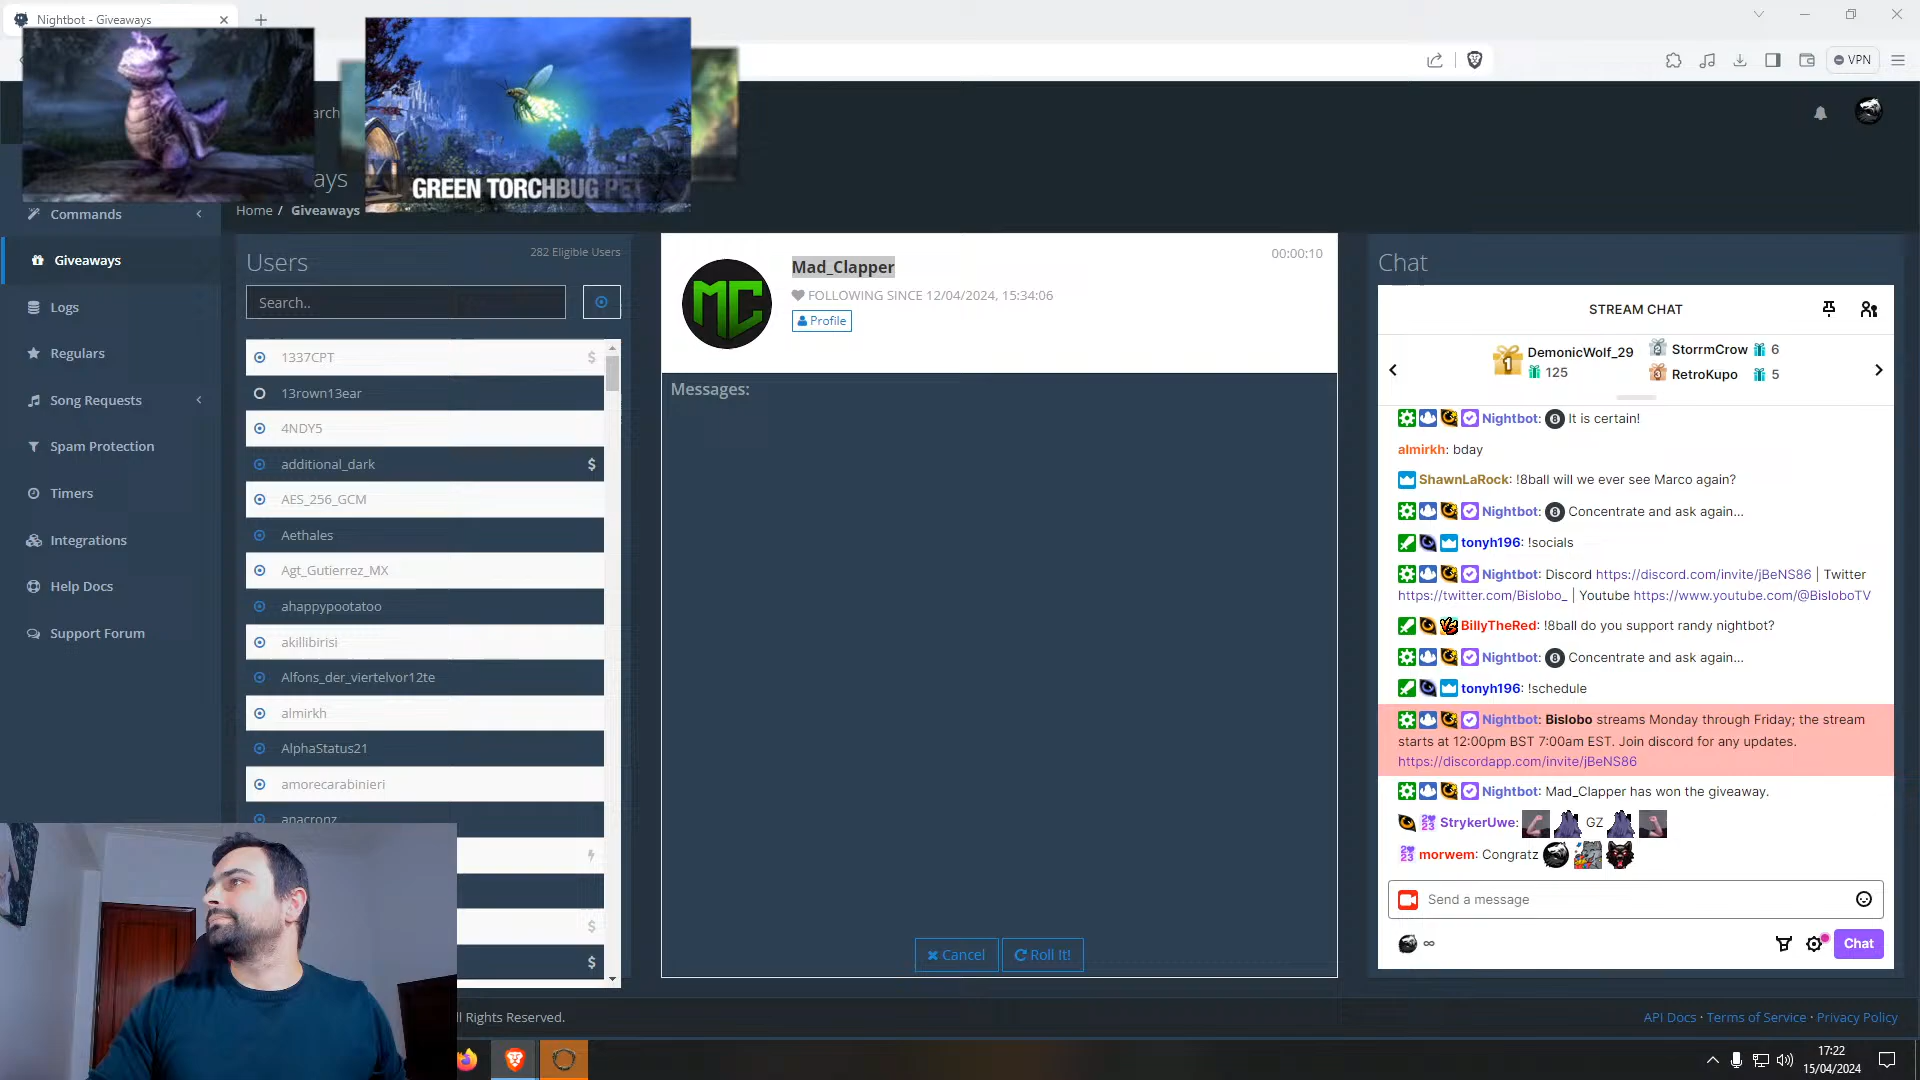 Nightbot - Giveaways
VPN
arch
GREEN TORCHBUG PET
ays
Home / Giveaways
Commands
Giveaways
Logs
Regulars
Song Requests
Spam Protection
Timers
Integrations
Help Docs
Support Forum
Users
282 Eligible Users
Search..
1337CPT
13rown13ear
4NDY5
additional_dark
AES_256_GCM
Aethales
Agt_Gutierrez_MX
ahappypootatoo
akillibirisi
Alfons_der_viertelvor12te
almirkh
AlphaStatus21
amorecarabinieri
anacronz
MC
Mad_Clapper
00:00:10
FOLLOWING SINCE 12/04/2024, 15:34:06
Profile
Messages:
Cancel
Roll It!
Chat
STREAM CHAT
1
DemonicWolf_29
125
2 StorrmCrow 6
3 RetroKupo 5
Nightbot: 8 It is certain!
almirkh: bday
ShawnLaRock: !8ball will we ever see Marco again?
Nightbot: 8 Concentrate and ask again...
tonyh196: !socials
Nightbot: Discord https://discord.com/invite/jBeNS86 | Twitter
https://twitter.com/Bislobo_ | Youtube https://www.youtube.com/@BisloboTV
BillyTheRed: !8ball do you support randy nightbot?
Nightbot: 8 Concentrate and ask again...
tonyh196: !schedule
Nightbot: Bislobo streams Monday through Friday; the stream
starts at 12:00pm BST 7:00am EST. Join discord for any updates.
https://discordapp.com/invite/jBeNS86
Nightbot: Mad_Clapper has won the giveaway.
StrykerUwe: GZ
morwem: Congratz
Send a message
∞
Chat
ll Rights Reserved.
API Docs · Terms of Service · Privacy Policy
17:22
15/04/2024